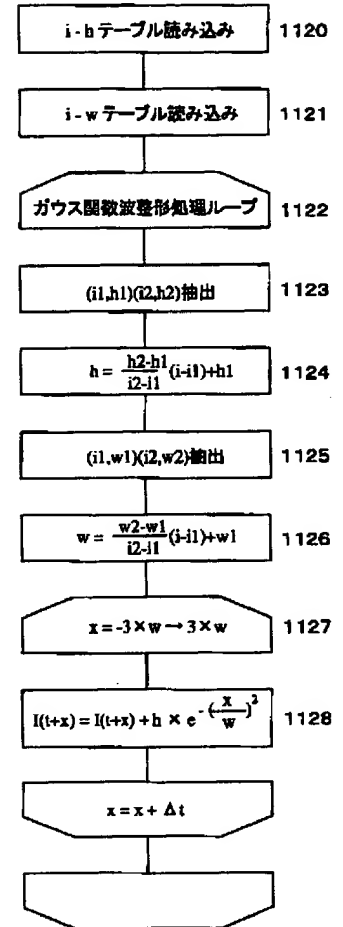 i-hテーブル読み込み 1120
i-wテーブル読み込み 1121
ガウス関数波整形処理ループ 1122
(i1,h1)(i2,h2)抽出 1123
h = \frac{h2-h1}{i2-i1}(i-i1)+h1 1124
(i1,w1)(i2,w2)抽出 1125
w = \frac{w2-w1}{i2-i1}(i-i1)+w1 1126
x = -3×w → 3×w 1127
I(t+x) = I(t+x) + h × e^{-(\frac{x}{w})^2} 1128
x = x + Δt